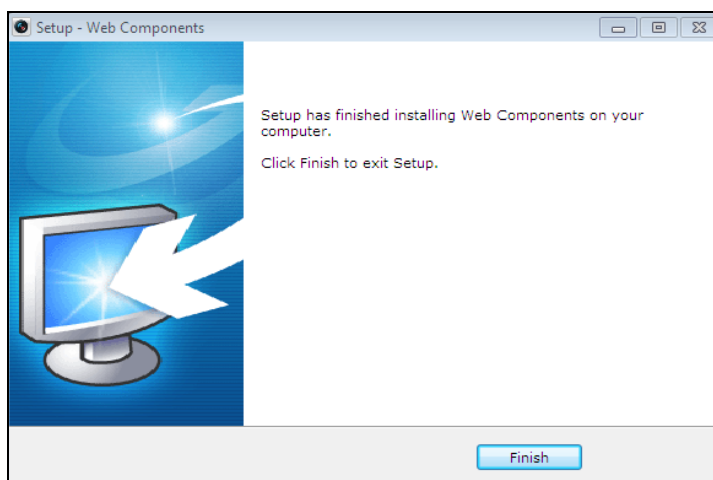 Setup - Web Components
Setup has finished installing Web Components on your
computer.
Click Finish to exit Setup.
Finish